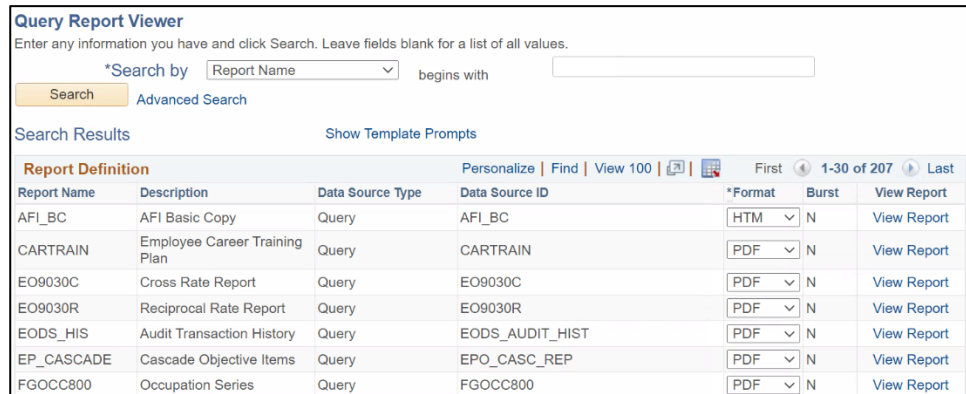 Query Report Viewer
Enter any information you have and click Search. Leave fields blank for a list of all values.
*Search by Report Name begins with
Search Advanced Search
Search Results Show Template Prompts
Report Definition Personalize | Find | View 100 | | First 1-30 of 207 Last
Report Name Description Data Source Type Data Source ID *Format Burst View Report
AFI_BC AFI Basic Copy Query AFI_BC HTM N View Report
CARTRAIN Employee Career Training Plan Query CARTRAIN PDF N View Report
EO9030C Cross Rate Report Query EO9030C PDF N View Report
EO9030R Reciprocal Rate Report Query EO9030R PDF N View Report
EODS_HIS Audit Transaction History Query EODS_AUDIT_HIST PDF N View Report
EP_CASCADE Cascade Objective Items Query EPO_CASC_REP PDF N View Report
FGOCC800 Occupation Series Query FGOCC800 PDF N View Report